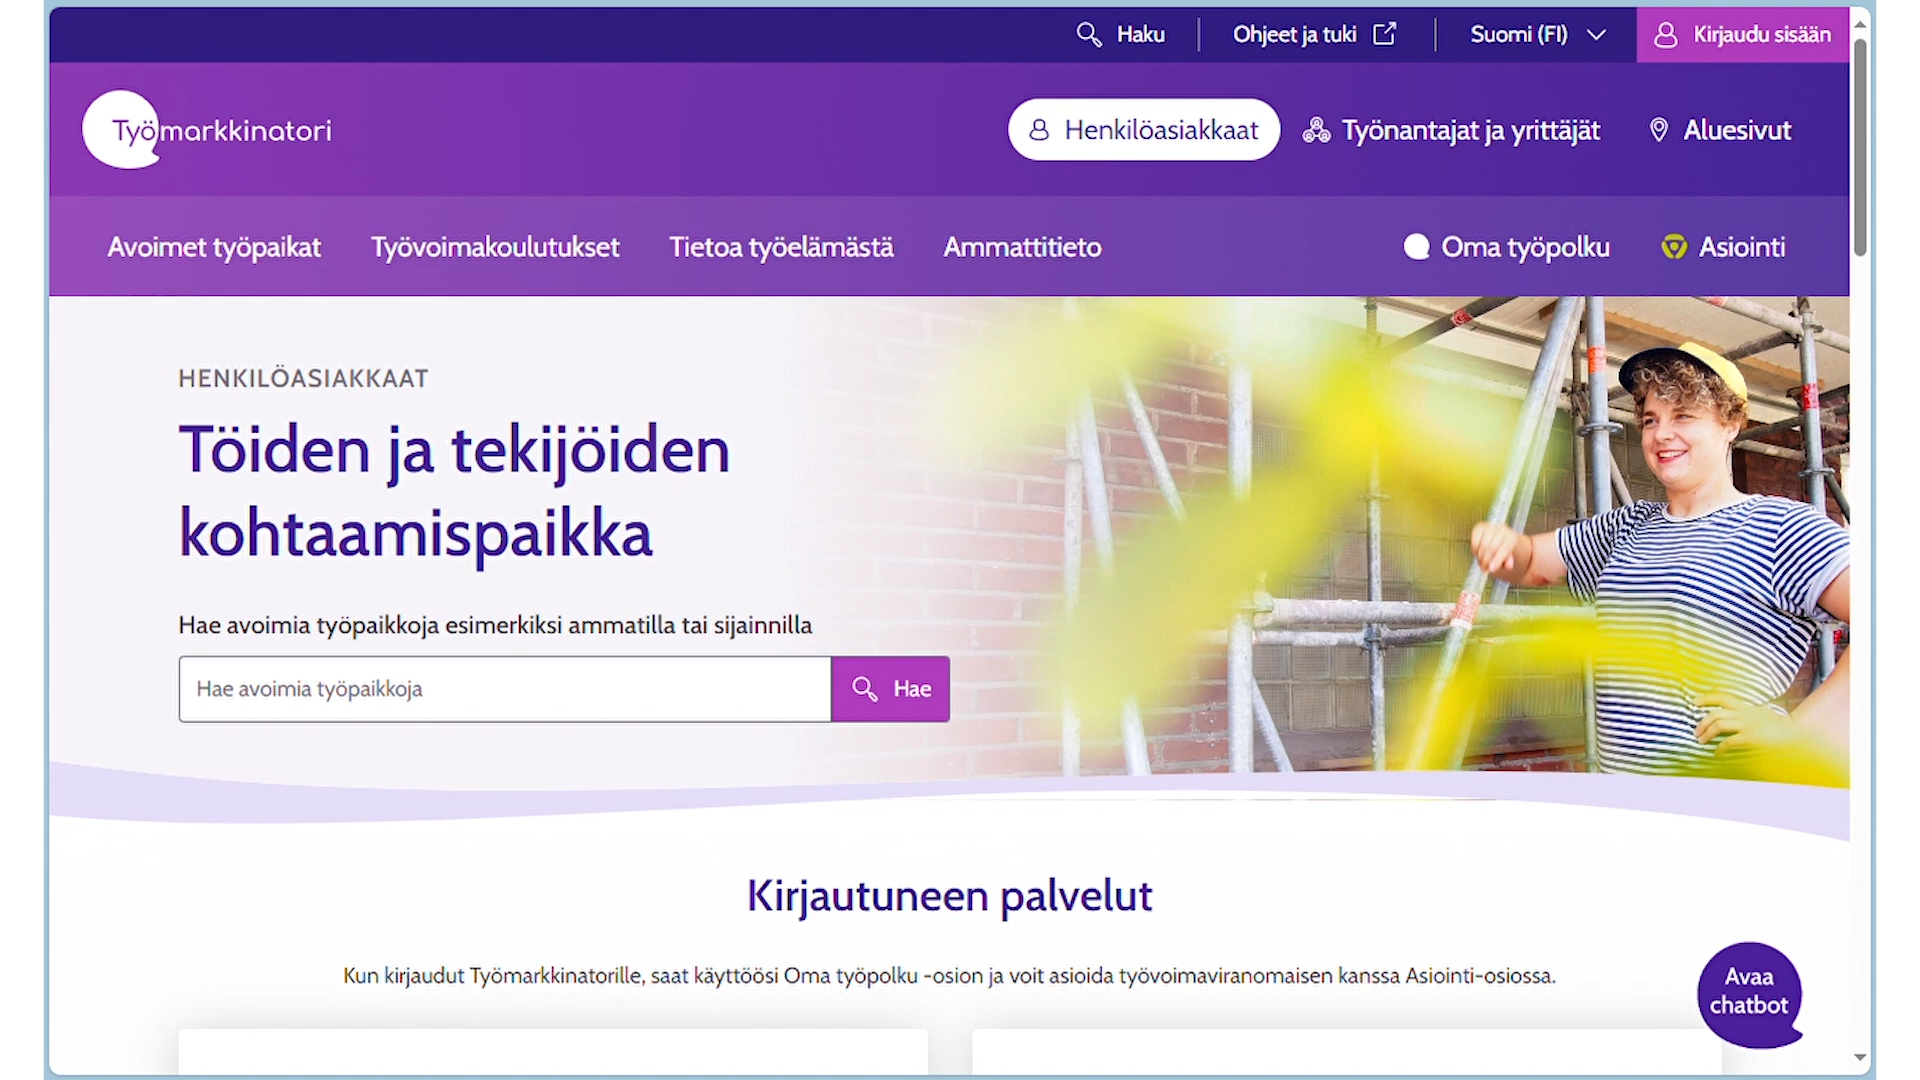 Haku
Ohjeet ja tuki
Suomi (FI)
Kirjaudu sisään
Työmarkkinatori
Henkilöasiakkaat
Työnantajat ja yrittäjät
Aluesivut
Avoimet työpaikat
Työvoimakoulutukset
Tietoa työelämästä
Ammattitieto
Oma työpolku
Asiointi
HENKILÖASIAKKAAT
Töiden ja tekijöiden
kohtaamispaikka
Hae avoimia työpaikkoja esimerkiksi ammatilla tai sijainnilla
Hae avoimia työpaikkoja
Hae
Kirjautuneen palvelut
Kun kirjaudut Työmarkkinatorille, saat käyttöösi Oma työpolku -osion ja voit asioida työvoimaviranomaisen kanssa Asiointi-osiossa.
Avaa
chatbot